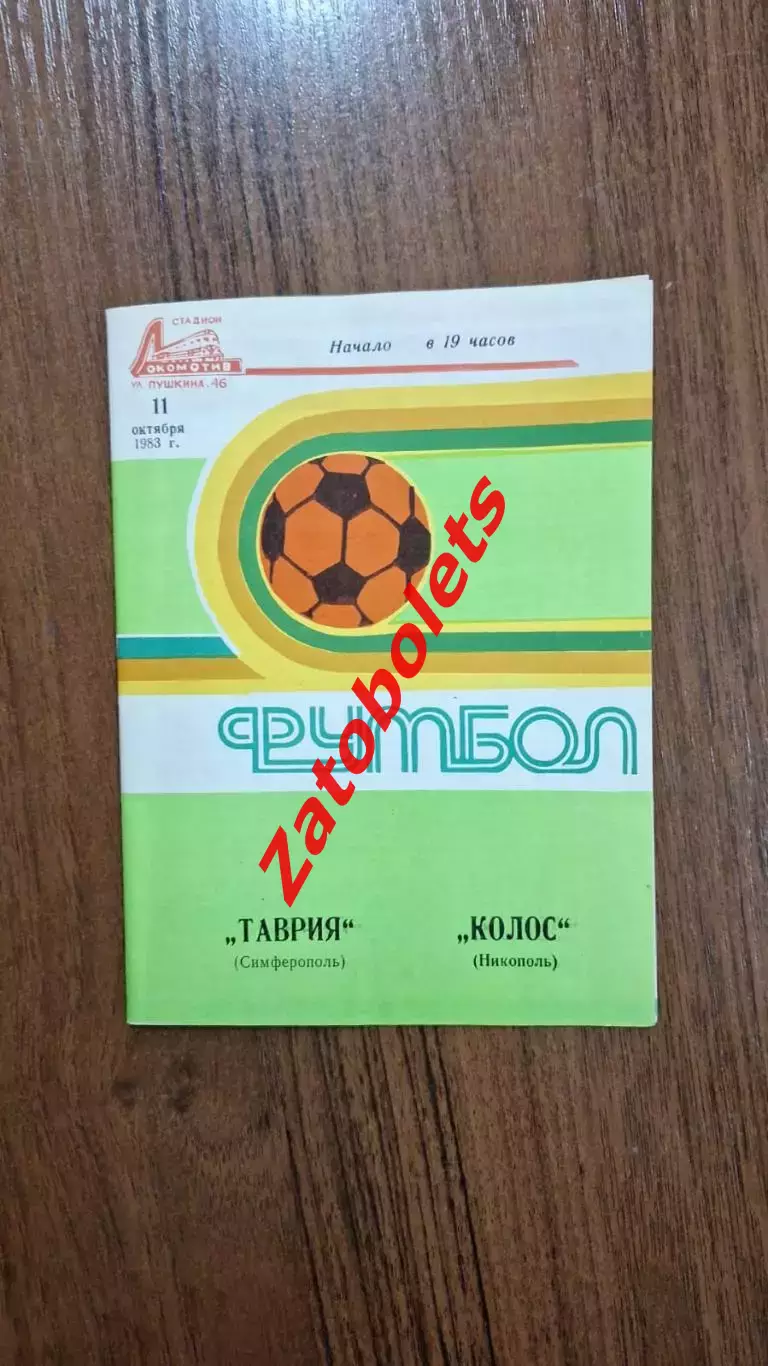 СТАДИОН
ЛОКОМОТИВ
УЛ. ПУШКИНА, 46
Начало в 19 часов
11
октября
1983 г.
Zatobolets
ФУТБОЛ
„ТАВРИЯ“ „КОЛОС“
(Симферополь) (Никополь)